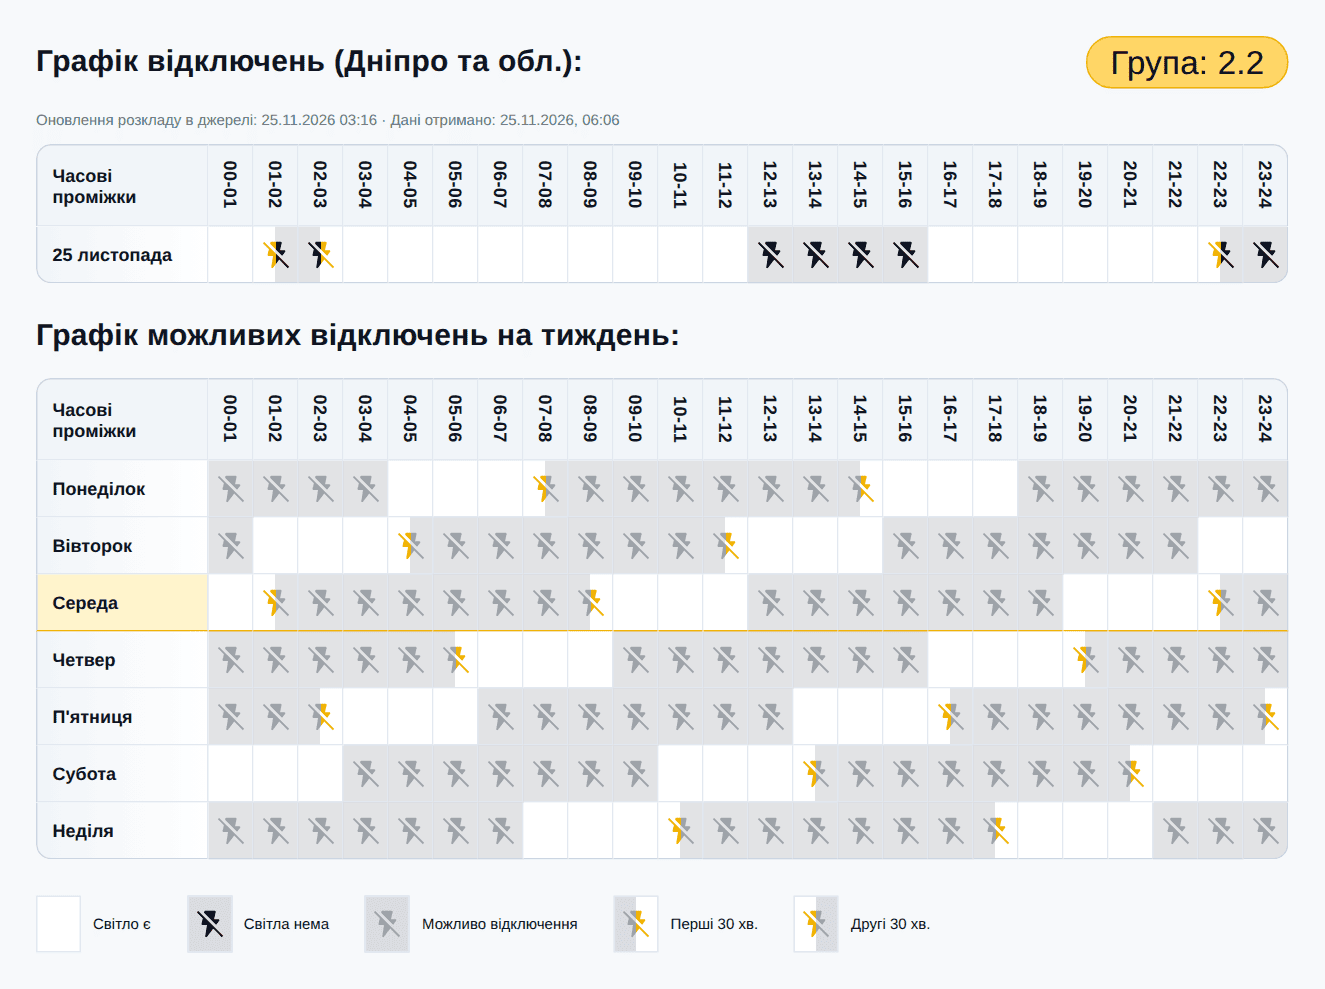 Графік відключень (Дніпро та обл.):
Група: 2.2
Оновлення розкладу в джерелі: 25.11.2026 03:16 · Дані отримано: 25.11.2026, 06:06
Часові проміжки 00-01 01-02 02-03 03-04 04-05 05-06 06-07 07-08 08-09 09-10 10-11 11-12 12-13 13-14 14-15 15-16 16-17 17-18 18-19 19-20 20-21 21-22 22-23 23-24
25 листопада
Графік можливих відключень на тиждень:
Часові проміжки 00-01 01-02 02-03 03-04 04-05 05-06 06-07 07-08 08-09 09-10 10-11 11-12 12-13 13-14 14-15 15-16 16-17 17-18 18-19 19-20 20-21 21-22 22-23 23-24
Понеділок
Вівторок
Середа
Четвер
П'ятниця
Субота
Неділя
Світло є Світла нема Можливо відключення Перші 30 хв. Другі 30 хв.